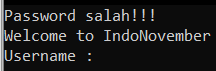 Password salah!!!
Welcome to IndoNovember
Username :